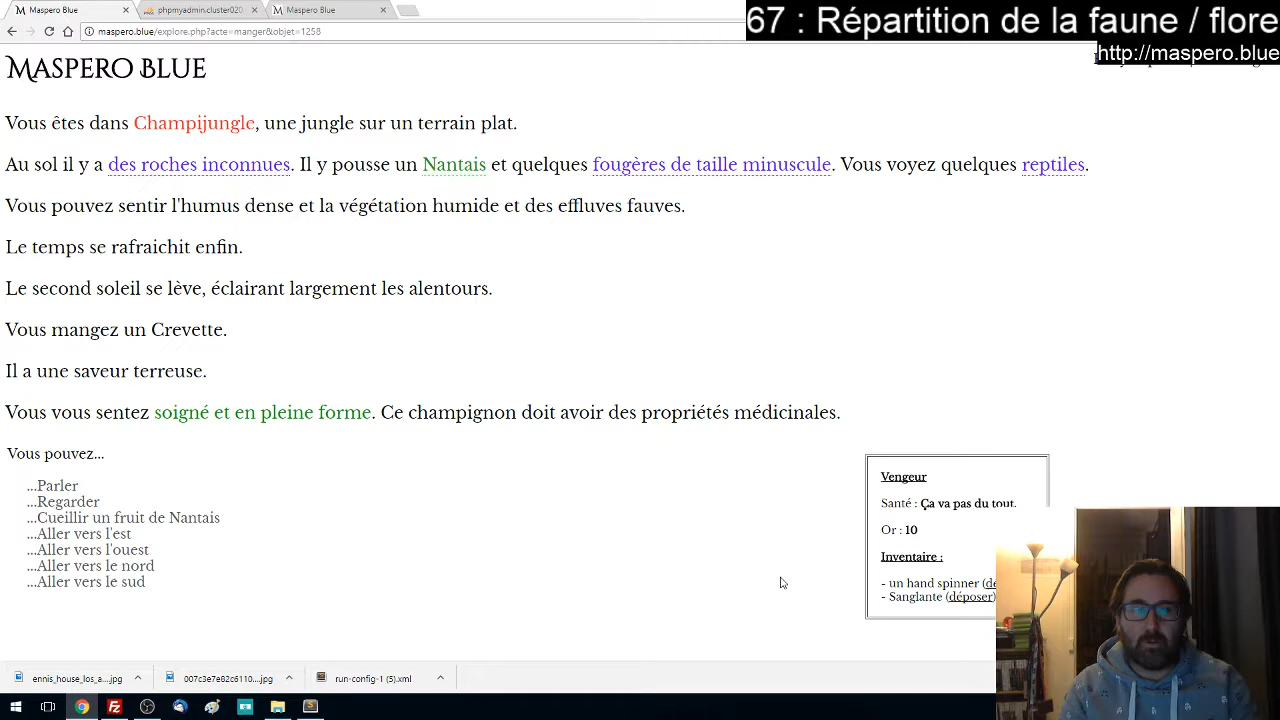 Maspero Blue
phpmyadmin.cluster020.
Maspero Blue
maspero.blue/explore.php?acte=manger&objet=1258
67 : Répartition de la faune / flore
http://maspero.blue
Maspero Blue
Vous êtes dans Champijungle, une jungle sur un terrain plat.
Au sol il y a des roches inconnues. Il y pousse un Nantais et quelques fougères de taille minuscule. Vous voyez quelques reptiles.
Vous pouvez sentir l'humus dense et la végétation humide et des effluves fauves.
Le temps se rafraichit enfin.
Le second soleil se lève, éclairant largement les alentours.
Vous mangez un Crevette.
Il a une saveur terreuse.
Vous vous sentez soigné et en pleine forme. Ce champignon doit avoir des propriétés médicinales.
Vous pouvez...
...Parler
...Regarder
...Cueillir un fruit de Nantais
...Aller vers l'est
...Aller vers l'ouest
...Aller vers le nord
...Aller vers le sud
Vengeur
Santé : Ça va pas du tout.
Or : 10
Inventaire :
- un hand spinner (dé
- Sanglante (déposer)
ennis_house_los_a....jpg
007c3e7e82c6110....jpg
run-config-1 (5).xml